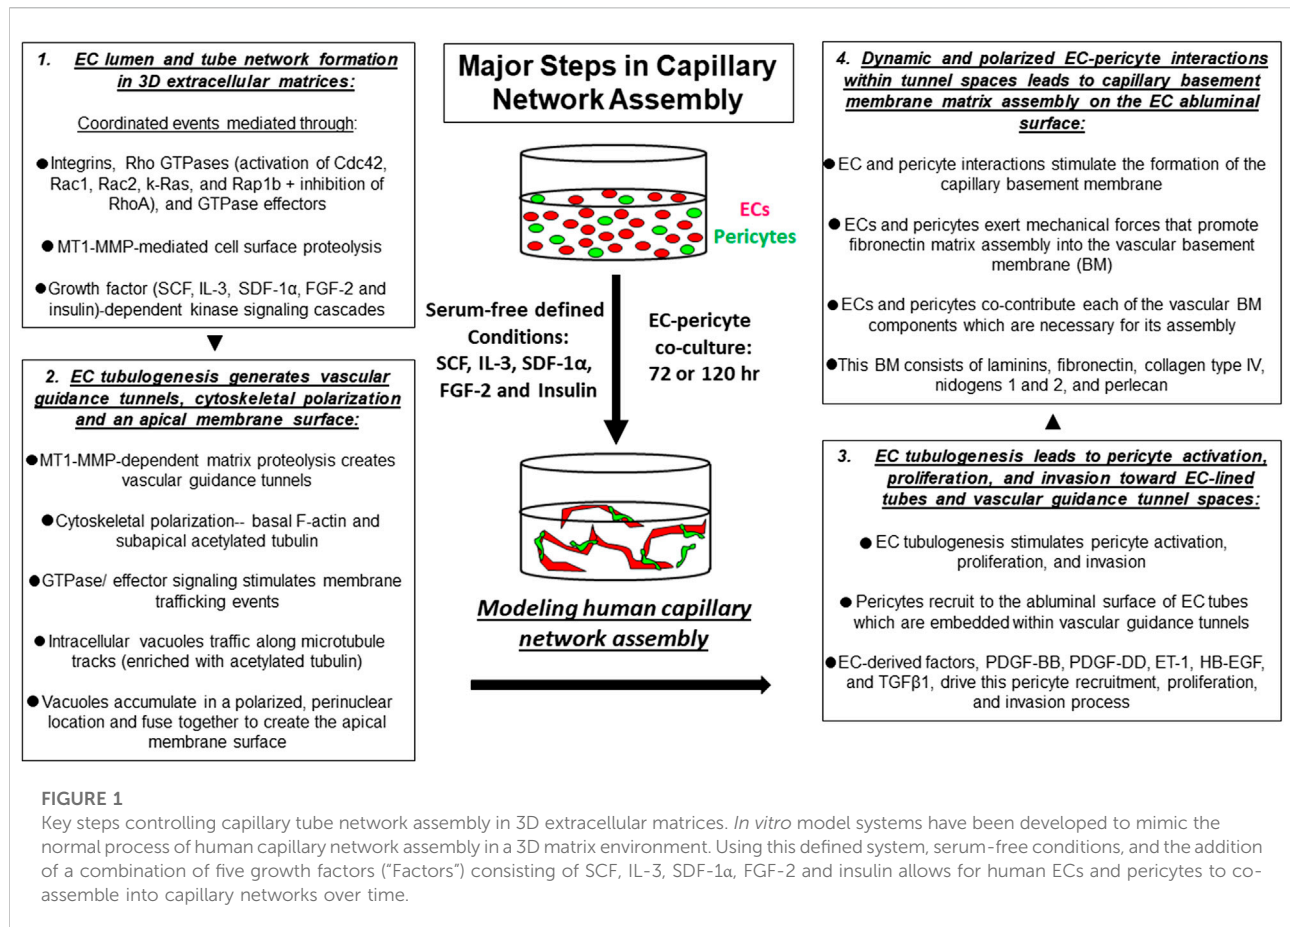 1. EC lumen and tube network formation
in 3D extracellular matrices:
Coordinated events mediated through:
●Integrins, Rho GTPases (activation of Cdc42,
Rac1, Rac2, k-Ras, and Rap1b + inhibition of
RhoA), and GTPase effectors
●MT1-MMP-mediated cell surface proteolysis
●Growth factor (SCF, IL-3, SDF-1α, FGF-2 and
insulin)-dependent kinase signaling cascades
2. EC tubulogenesis generates vascular
guidance tunnels, cytoskeletal polarization
and an apical membrane surface:
●MT1-MMP-dependent matrix proteolysis creates
vascular guidance tunnels
●Cytoskeletal polarization-- basal F-actin and
subapical acetylated tubulin
●GTPase/ effector signaling stimulates membrane
trafficking events
●Intracellular vacuoles traffic along microtubule
tracks (enriched with acetylated tubulin)
●Vacuoles accumulate in a polarized, perinuclear
location and fuse together to create the apical
membrane surface
Major Steps in Capillary
Network Assembly
ECs
Pericytes
Serum-free defined
Conditions:
SCF, IL-3, SDF-1α,
FGF-2 and Insulin
EC-pericyte
co-culture:
72 or 120 hr
Modeling human capillary
network assembly
3. EC tubulogenesis leads to pericyte activation,
proliferation, and invasion toward EC-lined
tubes and vascular guidance tunnel spaces:
●EC tubulogenesis stimulates pericyte activation,
proliferation, and invasion
●Pericytes recruit to the abluminal surface of EC tubes
which are embedded within vascular guidance tunnels
●EC-derived factors, PDGF-BB, PDGF-DD, ET-1, HB-EGF,
and TGFβ1, drive this pericyte recruitment, proliferation,
and invasion process
4. Dynamic and polarized EC-pericyte interactions
within tunnel spaces leads to capillary basement
membrane matrix assembly on the EC abluminal
surface:
●EC and pericyte interactions stimulate the formation of the
capillary basement membrane
●ECs and pericytes exert mechanical forces that promote
fibronectin matrix assembly into the vascular basement
membrane (BM)
●ECs and pericytes co-contribute each of the vascular BM
components which are necessary for its assembly
●This BM consists of laminins, fibronectin, collagen type IV,
nidogens 1 and 2, and perlecan
FIGURE 1
Key steps controlling capillary tube network assembly in 3D extracellular matrices. In vitro model systems have been developed to mimic the
normal process of human capillary network assembly in a 3D matrix environment. Using this defined system, serum-free conditions, and the addition
of a combination of five growth factors (“Factors”) consisting of SCF, IL-3, SDF-1α, FGF-2 and insulin allows for human ECs and pericytes to co-
assemble into capillary networks over time.